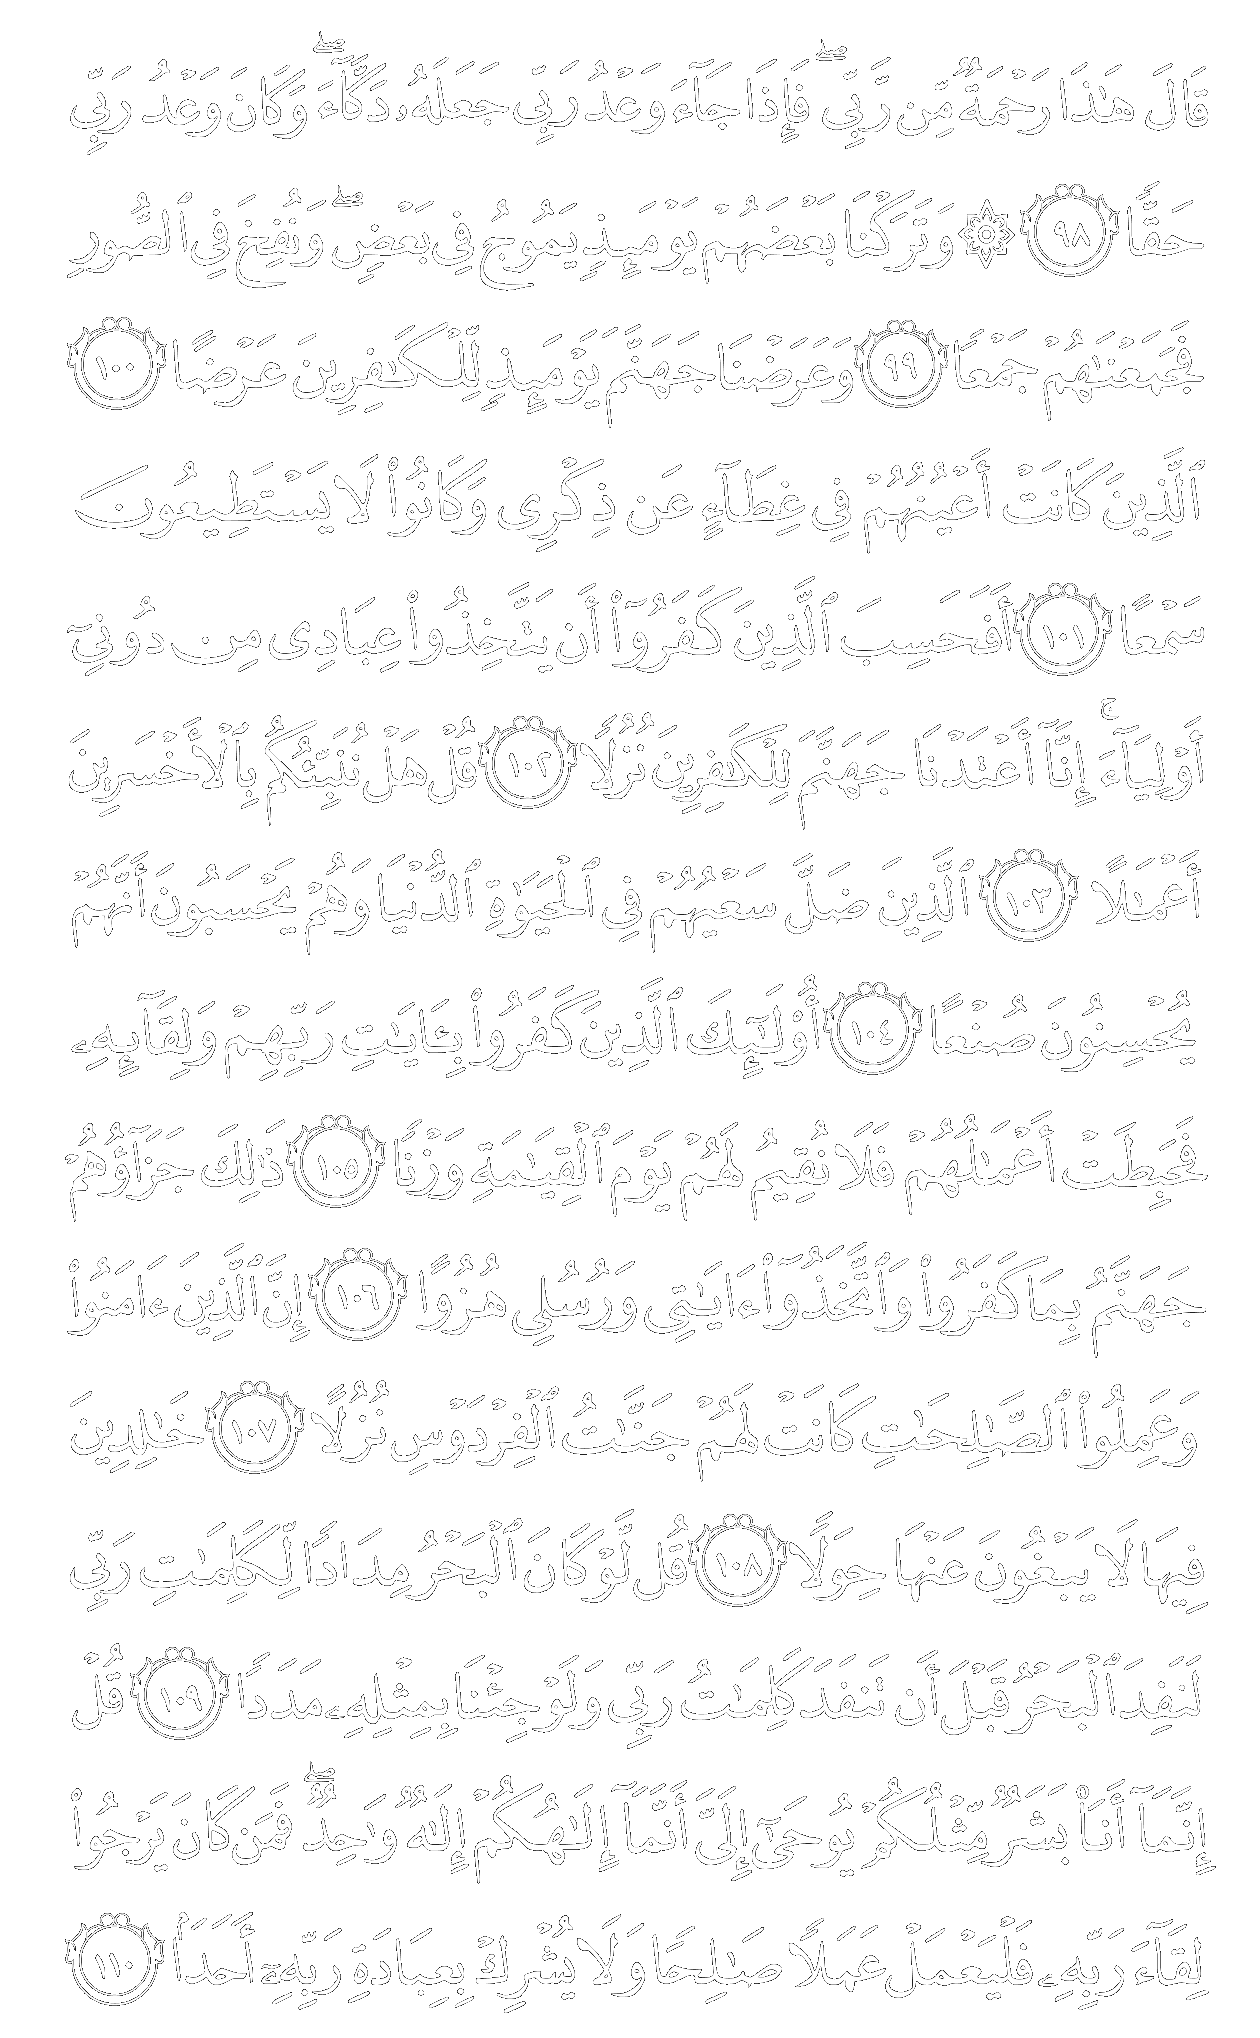 قَالَ هَٰذَا رَحْمَةٌ مِّن رَّبِّي ۖ فَإِذَا جَآءَ وَعْدُ رَبِّي جَعَلَهُۥ دَكَّآءَ ۖ وَكَانَ وَعْدُ رَبِّي
حَقًّا ٩٨ ۞ وَتَرَكْنَا بَعْضَهُمْ يَوْمَئِذٍ يَمُوجُ فِي بَعْضٍ ۖ وَنُفِخَ فِي ٱلصُّورِ
فَجَمَعْنَٰهُمْ جَمْعًا ٩٩ وَعَرَضْنَا جَهَنَّمَ يَوْمَئِذٍ لِّلْكَٰفِرِينَ عَرْضًا ١٠٠
ٱلَّذِينَ كَانَتْ أَعْيُنُهُمْ فِي غِطَآءٍ عَن ذِكْرِي وَكَانُوا۟ لَا يَسْتَطِيعُونَ
سَمْعًا ١٠١ أَفَحَسِبَ ٱلَّذِينَ كَفَرُوٓا۟ أَن يَتَّخِذُوا۟ عِبَادِي مِن دُونِيٓ
أَوْلِيَآءَ ۚ إِنَّآ أَعْتَدْنَا جَهَنَّمَ لِلْكَٰفِرِينَ نُزُلًا ١٠٢ قُلْ هَلْ نُنَبِّئُكُم بِٱلْأَخْسَرِينَ
أَعْمَٰلًا ١٠٣ ٱلَّذِينَ ضَلَّ سَعْيُهُمْ فِي ٱلْحَيَوٰةِ ٱلدُّنْيَا وَهُمْ يَحْسَبُونَ أَنَّهُمْ
يُحْسِنُونَ صُنْعًا ١٠٤ أُو۟لَٰٓئِكَ ٱلَّذِينَ كَفَرُوا۟ بِـَٔايَٰتِ رَبِّهِمْ وَلِقَآئِهِۦ
فَحَبِطَتْ أَعْمَٰلُهُمْ فَلَا نُقِيمُ لَهُمْ يَوْمَ ٱلْقِيَٰمَةِ وَزْنًا ١٠٥ ذَٰلِكَ جَزَآؤُهُمْ
جَهَنَّمُ بِمَا كَفَرُوا۟ وَٱتَّخَذُوٓا۟ ءَايَٰتِي وَرُسُلِي هُزُوًا ١٠٦ إِنَّ ٱلَّذِينَ ءَامَنُوا۟
وَعَمِلُوا۟ ٱلصَّٰلِحَٰتِ كَانَتْ لَهُمْ جَنَّٰتُ ٱلْفِرْدَوْسِ نُزُلًا ١٠٧ خَٰلِدِينَ
فِيهَا لَا يَبْغُونَ عَنْهَا حِوَلًا ١٠٨ قُل لَّوْ كَانَ ٱلْبَحْرُ مِدَادًا لِّكَلِمَٰتِ رَبِّي
لَنَفِدَ ٱلْبَحْرُ قَبْلَ أَن تَنفَدَ كَلِمَٰتُ رَبِّي وَلَوْ جِئْنَا بِمِثْلِهِۦ مَدَدًا ١٠٩ قُلْ
إِنَّمَآ أَنَا۠ بَشَرٌ مِّثْلُكُمْ يُوحَىٰٓ إِلَيَّ أَنَّمَآ إِلَٰهُكُمْ إِلَٰهٌ وَٰحِدٌ ۖ فَمَن كَانَ يَرْجُوا۟
لِقَآءَ رَبِّهِۦ فَلْيَعْمَلْ عَمَلًا صَٰلِحًا وَلَا يُشْرِكْ بِعِبَادَةِ رَبِّهِۦٓ أَحَدًۢا ١١٠